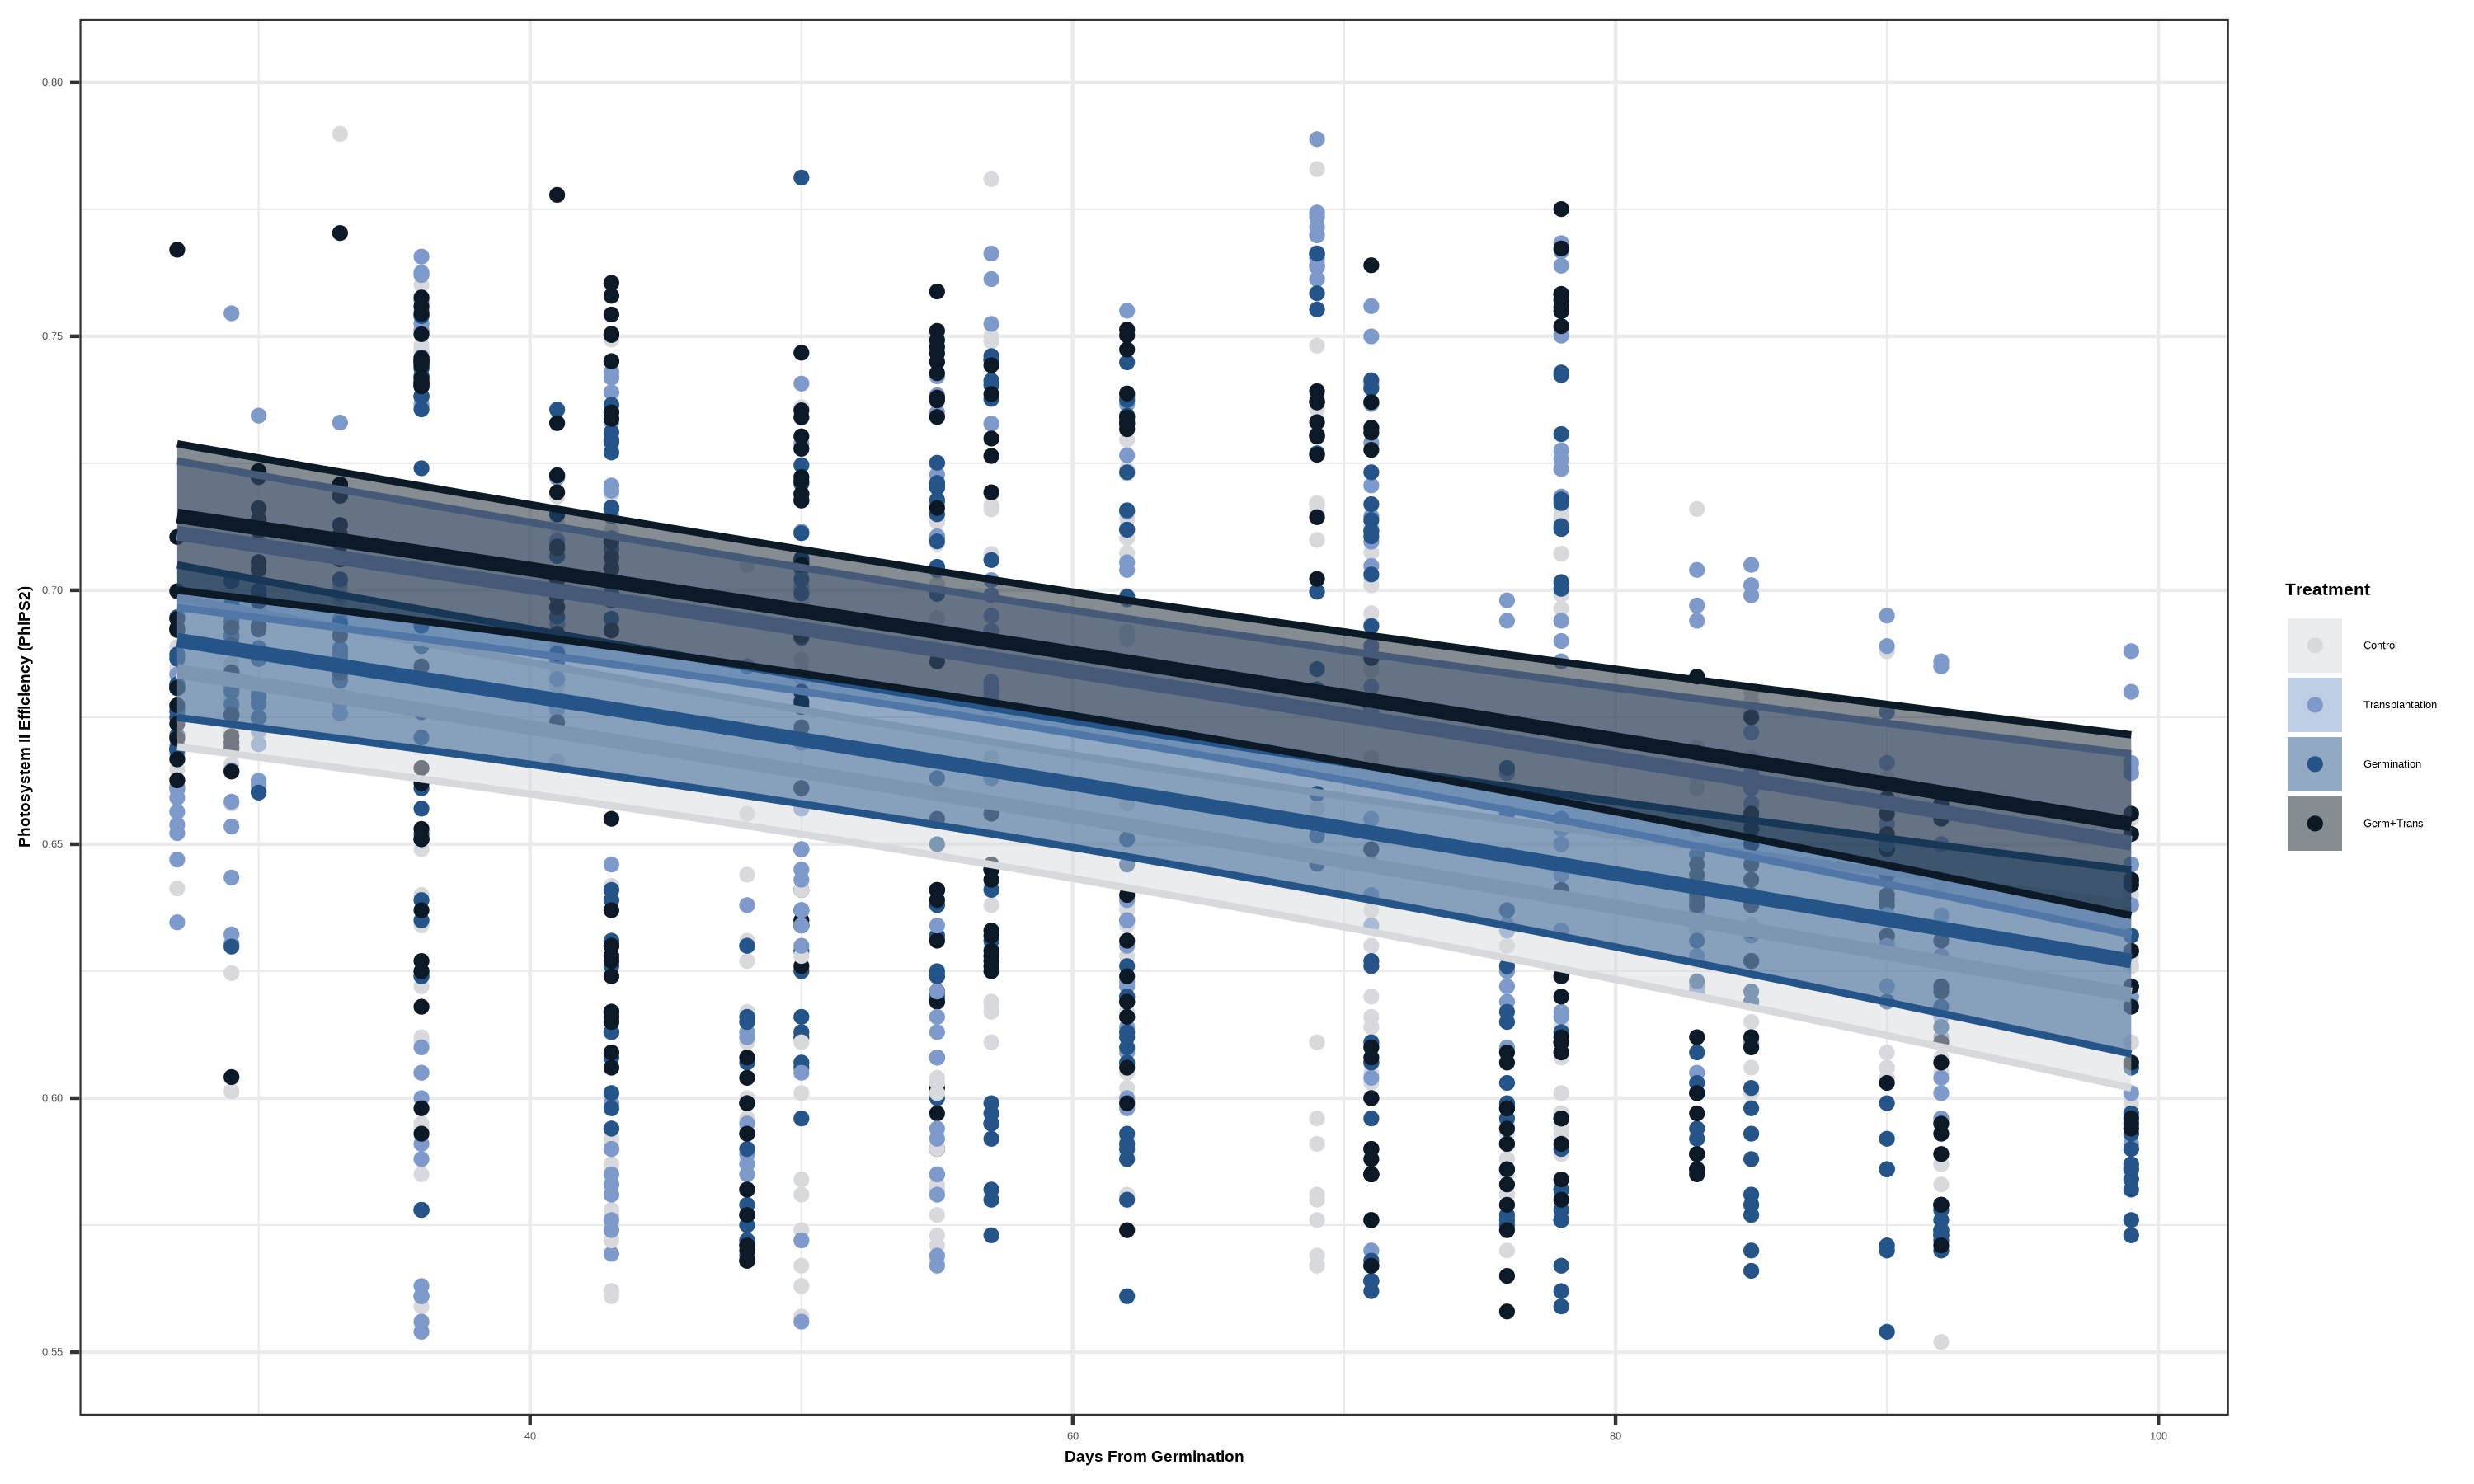 0.80
0.75
0.70
0.65
0.60
0.55
Photosystem II Efficiency (PhiPS2)
40
60
80
100
Days From Germination
Treatment
Control
Transplantation
Germination
Germ+Trans